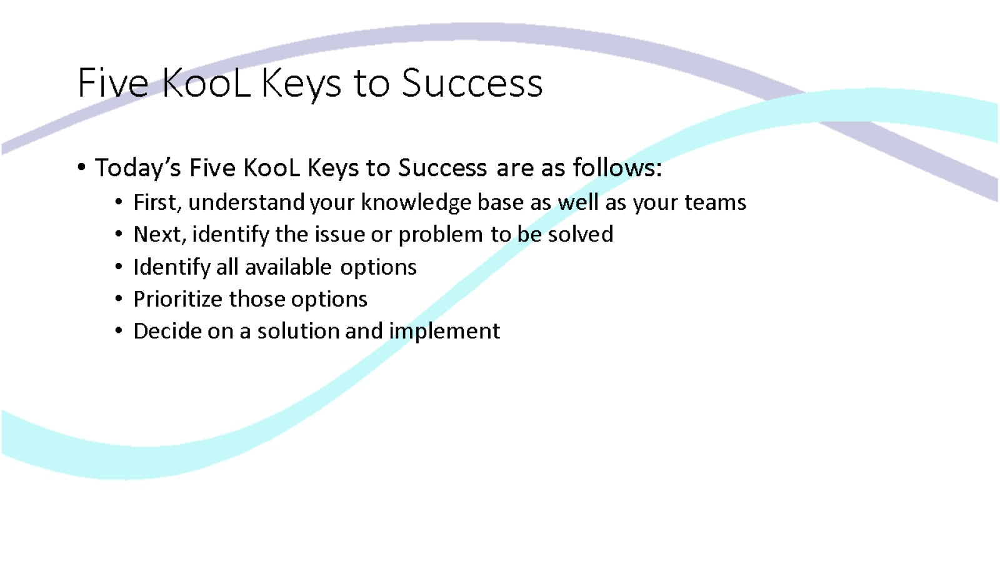 Five KooL Keys to Success
• Today’s Five KooL Keys to Success are as follows:
• First, understand your knowledge base as well as your teams
• Next, identify the issue or problem to be solved
• Identify all available options
• Prioritize those options
• Decide on a solution and implement